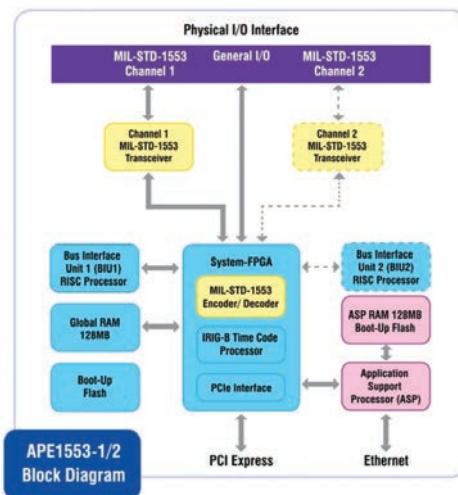 Physical I/O Interface
MIL-STD-1553
Channel 1
General I/O
MIL-STD-1553
Channel 2
Channel 1
MIL-STD-1553
Transceiver
Channel 2
MIL-STD-1553
Transceiver
Bus Interface
Unit 1 (BIU1)
RISC Processor
System-FPGA
MIL-STD-1553
Encoder/ Decoder
IRIG-B Time Code
Processor
PCIe Interface
Bus Interface
Unit 2 (BIU2)
RISC Processor
Global RAM
128MB
Boot-Up
Flash
ASP RAM 128MB
Boot-Up Flash
Application
Support
Processor (ASP)
APE1553-1/2
Block Diagram
PCI Express
Ethernet